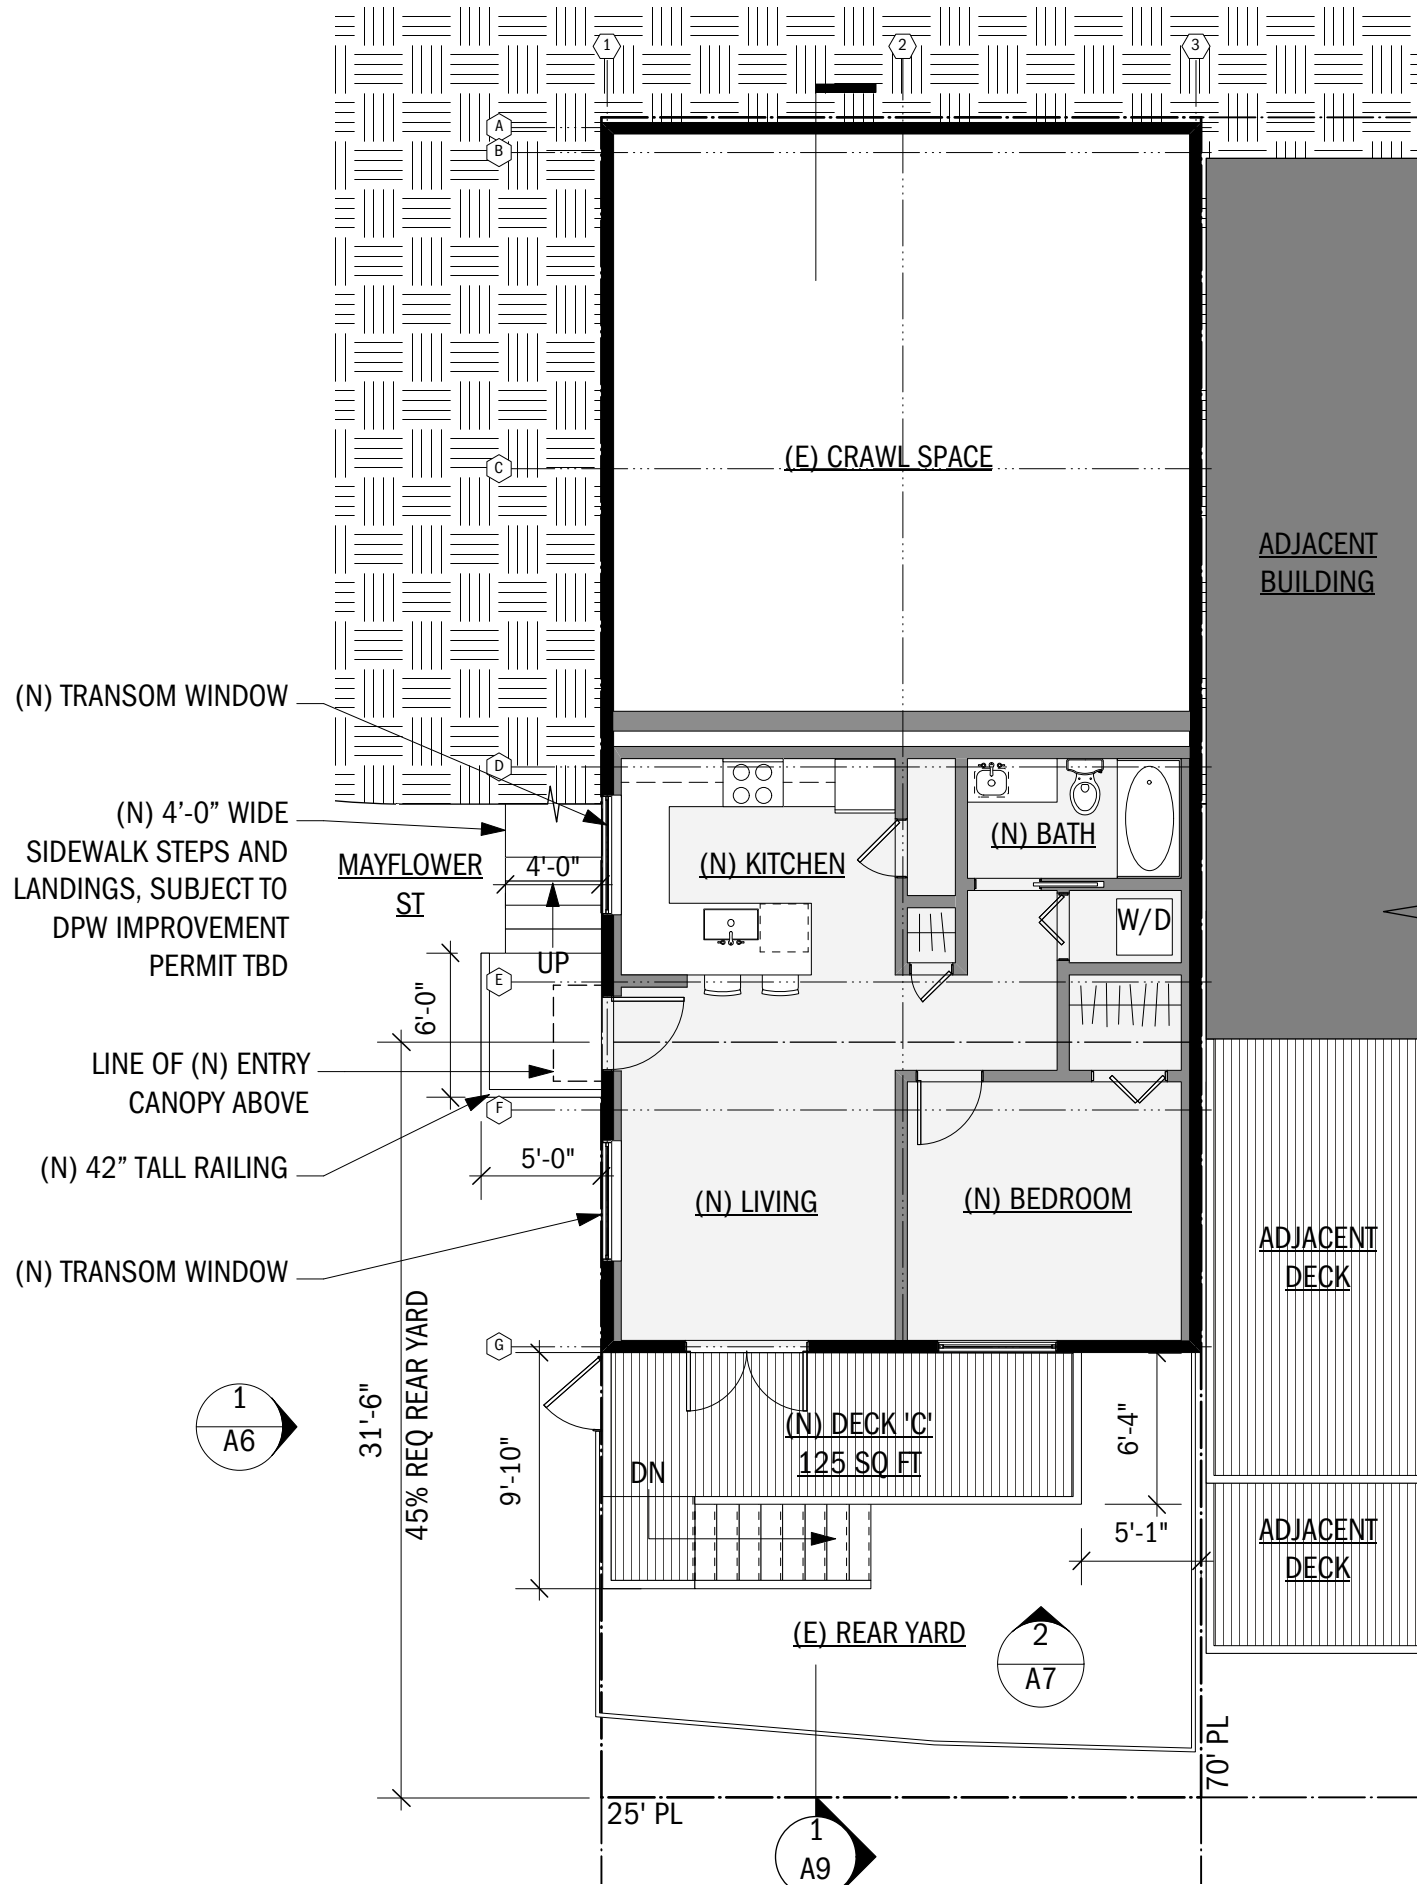 1
2
3
A
B
C
(E) CRAWL SPACE
ADJACENT
BUILDING
(N) TRANSOM WINDOW
D
(N) 4’-0” WIDE
SIDEWALK STEPS AND
LANDINGS, SUBJECT TO
DPW IMPROVEMENT
PERMIT TBD
MAYFLOWER
ST
4'-0"
(N) KITCHEN
(N) BATH
W/D
UP
E
6'-0"
LINE OF (N) ENTRY
CANOPY ABOVE
F
(N) 42” TALL RAILING
5'-0"
(N) LIVING
(N) BEDROOM
ADJACENT
DECK
(N) TRANSOM WINDOW
G
31'-6"
45% REQ REAR YARD
1
A6
9'-10"
DN
(N) DECK 'C'
125 SQ FT
6'-4"
5'-1"
ADJACENT
DECK
(E) REAR YARD
2
A7
70' PL
25' PL
1
A9